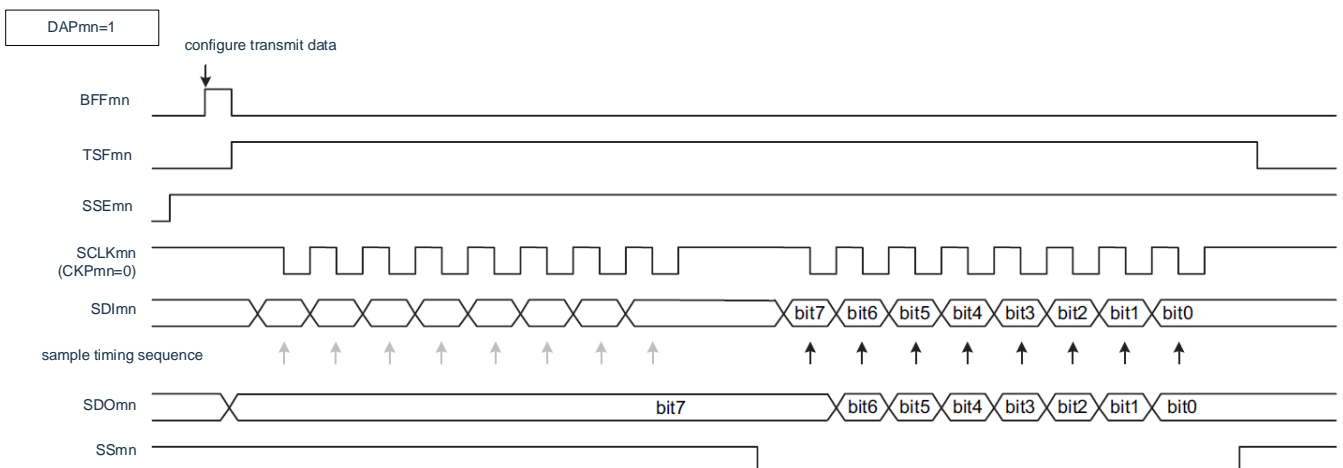 DAPmn=1
configure transmit data
BFFmn
TSFmn
SSEmn
SCLKmn
(CKPmn=0)
SDImn
bit7 bit6 bit5 bit4 bit3 bit2 bit1 bit0
sample timing sequence
SDOmn
bit7 bit6 bit5 bit4 bit3 bit2 bit1 bit0
SSmn